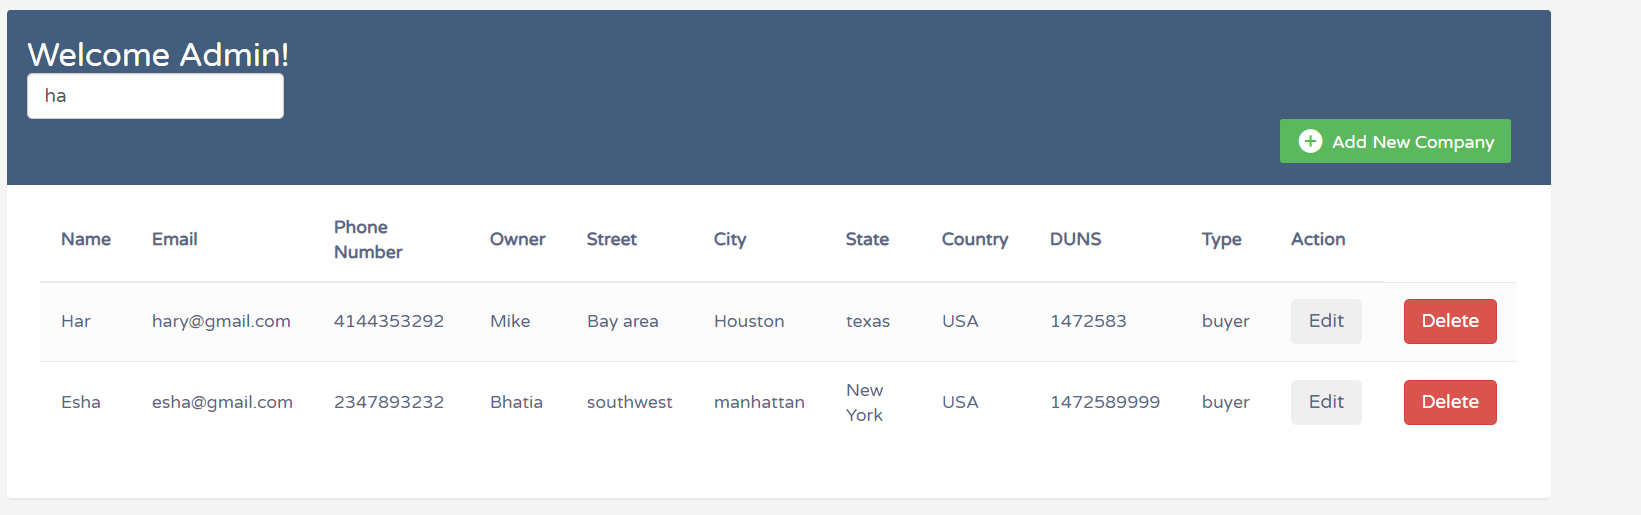 Welcome Admin!
ha
Add New Company
Name Email Phone Number Owner Street City State Country DUNS Type Action
Har hary@gmail.com 4144353292 Mike Bay area Houston texas USA 1472583 buyer Edit Delete
Esha esha@gmail.com 2347893232 Bhatia southwest manhattan New York USA 1472589999 buyer Edit Delete